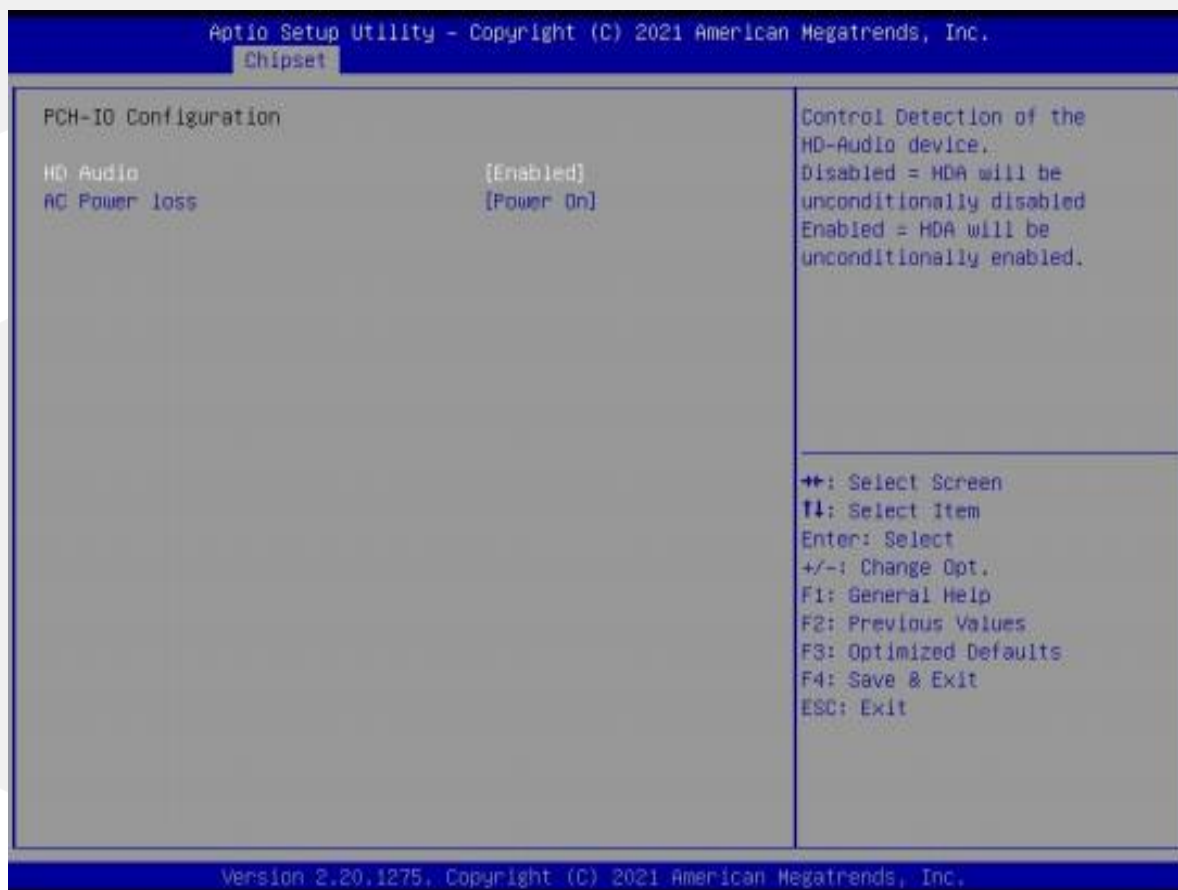 Aptio Setup Utility - Copyright (C) 2021 American Megatrends, Inc.
Chipset
PCH-IO Configuration
HD Audio [Enabled]
AC Power loss [Power On]
Control Detection of the
HD-Audio device.
Disabled = HDA will be
unconditionally disabled
Enabled = HDA will be
unconditionally enabled.
→←: Select Screen
↑↓: Select Item
Enter: Select
+/-: Change Opt.
F1: General Help
F2: Previous Values
F3: Optimized Defaults
F4: Save & Exit
ESC: Exit
Version 2.20.1275. Copyright (C) 2021 American Megatrends, Inc.